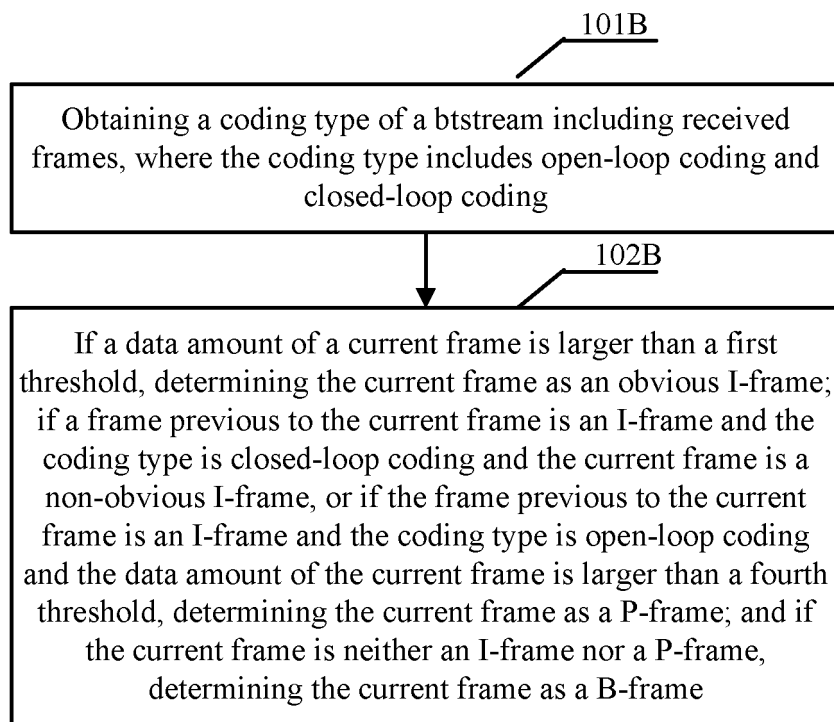 101B
Obtaining a coding type of a btstream including received
frames, where the coding type includes open-loop coding and
closed-loop coding
102B
If a data amount of a current frame is larger than a first
threshold, determining the current frame as an obvious I-frame;
if a frame previous to the current frame is an I-frame and the
coding type is closed-loop coding and the current frame is a
non-obvious I-frame, or if the frame previous to the current
frame is an I-frame and the coding type is open-loop coding
and the data amount of the current frame is larger than a fourth
threshold, determining the current frame as a P-frame; and if
the current frame is neither an I-frame nor a P-frame,
determining the current frame as a B-frame